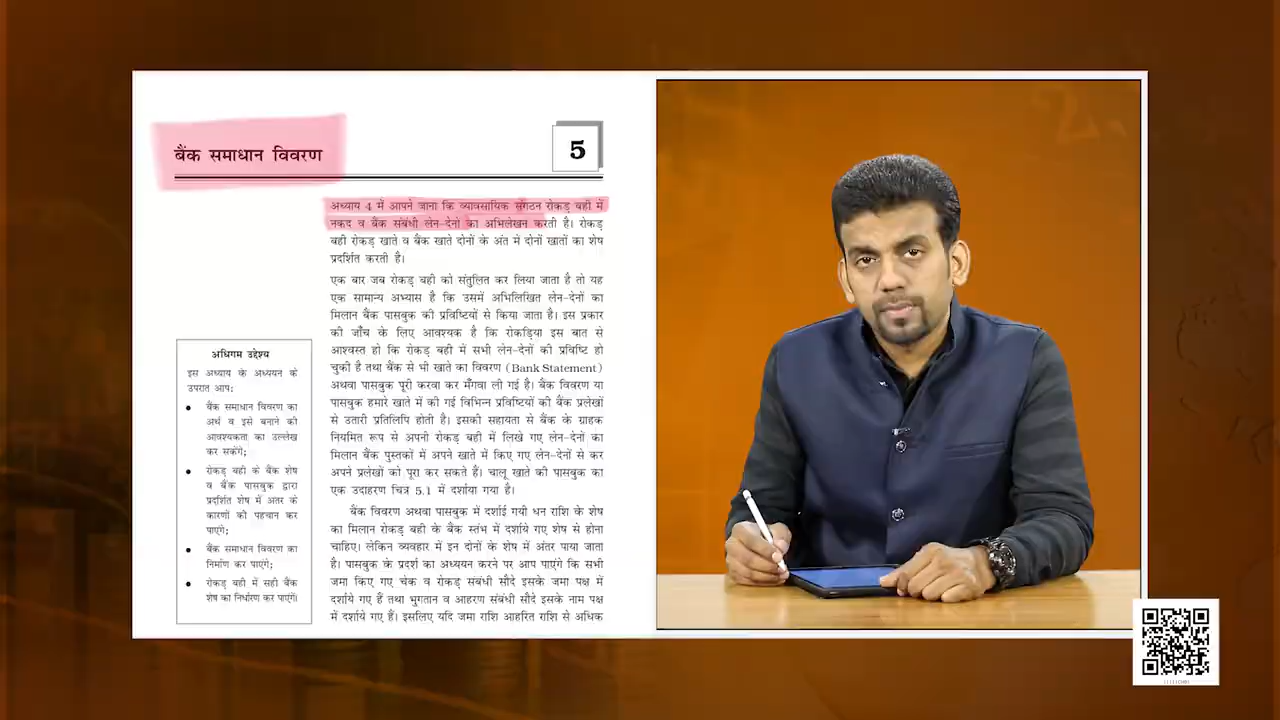 बैंक समाधान विवरण
5
अध्याय 4 में आपने जाना कि व्यावसायिक संगठन रोकड़ बही में
नकद व बैंक संबंधी लेन-देनों का अभिलेखन करती है। रोकड़
बही रोकड़ खाते व बैंक खाते दोनों के अंत में दोनों खातों का शेष
प्रदर्शित करती है।
एक बार जब रोकड़ बही को संतुलित कर लिया जाता है तो यह
एक सामान्य अभ्यास है कि उसमें अभिलिखित लेन-देनों का
मिलान बैंक पासबुक की प्रविष्टियों से किया जाता है। इस प्रकार
की जाँच के लिए आवश्यक है कि रोकड़िया इस बात से
आश्वस्त हो कि रोकड़ बही में सभी लेन-देनों की प्रविष्टि हो
चुकी है तथा बैंक से भी खाते का विवरण (Bank Statement)
अथवा पासबुक पूरी करवा कर मँगवा ली गई है। बैंक विवरण या
पासबुक हमारे खाते में की गई विभिन्न प्रविष्टियों की बैंक प्रलेखों
से उतारी प्रतिलिपि होती है। इसकी सहायता से बैंक के ग्राहक
नियमित रूप से अपनी रोकड़ बही में लिखे गए लेन-देनों का
मिलान बैंक पुस्तकों में अपने खाते में किए गए लेन-देनों से कर
अपने प्रलेखों को पूरा कर सकते हैं। चालू खाते की पासबुक का
एक उदाहरण चित्र 5.1 में दर्शाया गया है।
बैंक विवरण अथवा पासबुक में दर्शाई गयी धन राशि के शेष
का मिलान रोकड़ बही के बैंक स्तंभ में दर्शाये गए शेष से होना
चाहिए। लेकिन व्यवहार में इन दोनों के शेष में अंतर पाया जाता
है। पासबुक के प्रदर्श का अध्ययन करने पर आप पाएंगे कि सभी
जमा किए गए चेक व रोकड़ संबंधी सौदे इसके जमा पक्ष में
दर्शाये गए हैं तथा भुगतान व आहरण संबंधी सौदे इसके नाम पक्ष
में दर्शाये गए हैं। इसलिए यदि जमा राशि आहरित राशि से अधिक
अधिगम उद्देश्य
इस अध्याय के अध्ययन के
उपरांत आप:
• बैंक समाधान विवरण का
अर्थ व इसे बनाने की
आवश्यकता का उल्लेख
कर सकेंगे;
• रोकड़ बही के बैंक शेष
व बैंक पासबुक द्वारा
प्रदर्शित शेष में अंतर के
कारणों की पहचान कर
पाएंगे;
• बैंक समाधान विवरण का
निर्माण कर पाएंगे;
• रोकड़ बही में सही बैंक
शेष का निर्धारण कर पाएंगे।